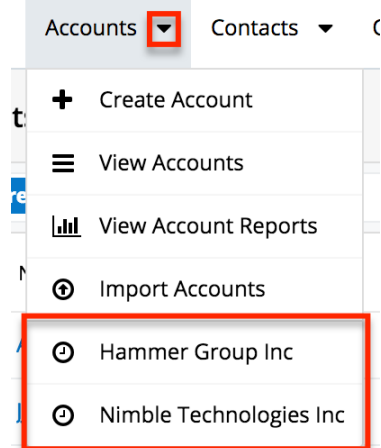 Accounts Contacts
Create Account
View Accounts
View Account Reports
Import Accounts
Hammer Group Inc
Nimble Technologies Inc